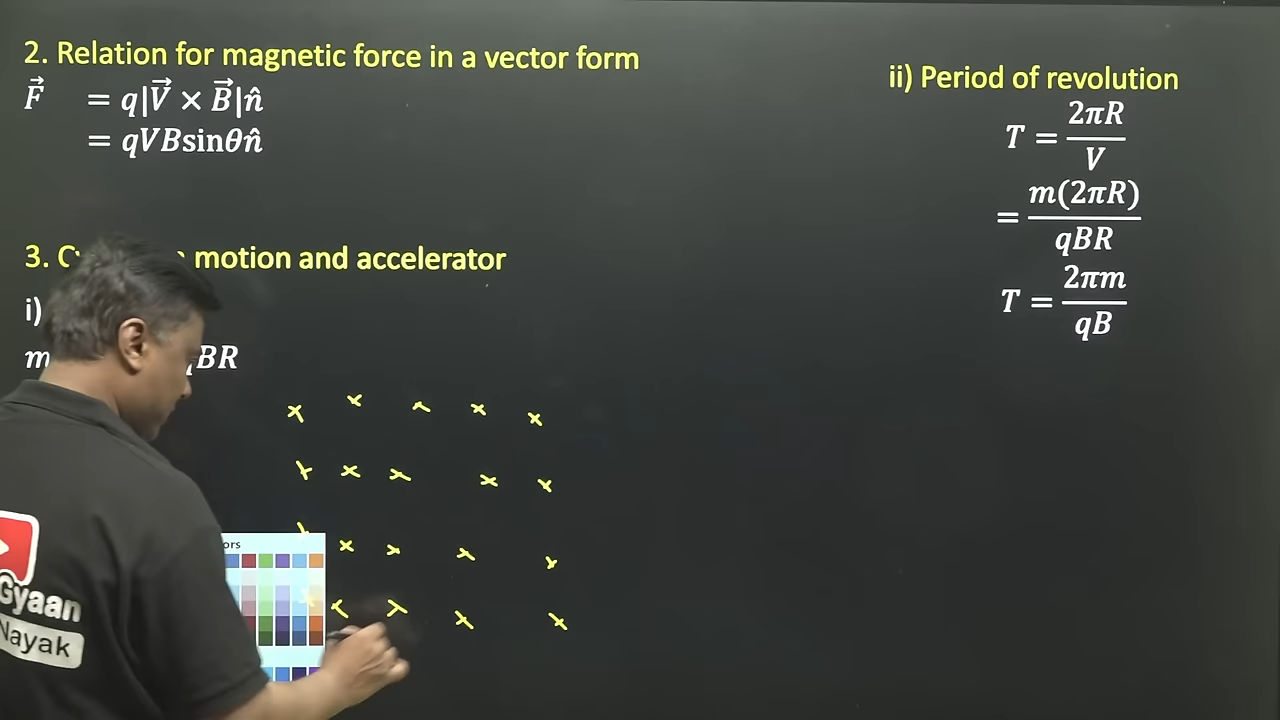 2. Relation for magnetic force in a vector form
F⃗ = q|V⃗ × B⃗|n̂
= qVBsinθn̂
3. motion and accelerator
i)
m
BR
ii) Period of revolution
T = 2πR/V
= m(2πR)/qBR
T = 2πm/qB
Gyaan
Nayak